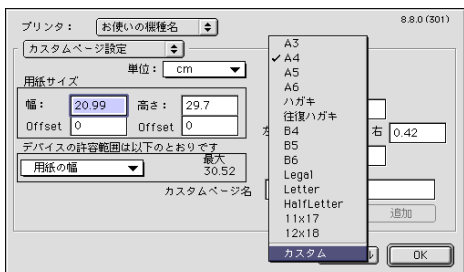 プリンタ： お使いの機種名 8.8.0 (301)
カスタムページ設定
単位： cm
用紙サイズ
幅： 20.99 高さ： 29.7
Offset 0 Offset 0
右 0.42
デバイスの許容範囲は以下のとおりです
用紙の幅 最大 30.52
カスタムページ名
追加
OK
A3
✓A4
A5
A6
ハガキ
往復ハガキ
B4
B5
B6
Legal
Letter
HalfLetter
11x17
12x18
カスタム